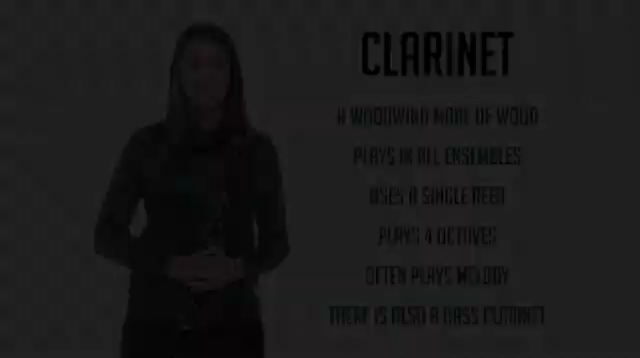 CLARINET
A WOODWIND MADE OF WOOD
PLAYS IN ALL ENSEMBLES
USES A SINGLE REED
PLAYS 4 OCTAVES
OFTEN PLAYS MELODY
THERE IS ALSO A BASS CLARINET